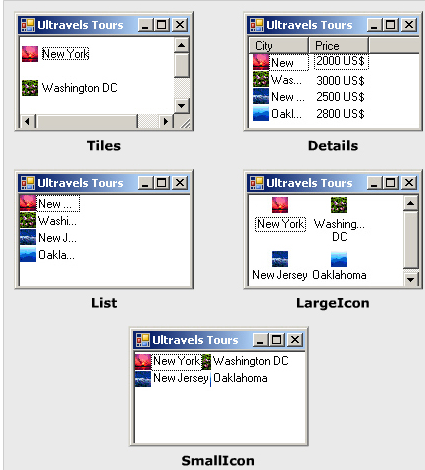 Ultravels Tours
New York
Washington DC
Tiles
Ultravels Tours
City Price
New 2000 US$
Was... 3000 US$
New ... 2500 US$
Oakl... 2800 US$
Details
Ultravels Tours
New ...
Washi...
New J...
Oakla...
List
Ultravels Tours
New York Washing...
DC
New Jersey Oaklahoma
LargeIcon
Ultravels Tours
New York Washington DC
New Jersey Oaklahoma
SmallIcon